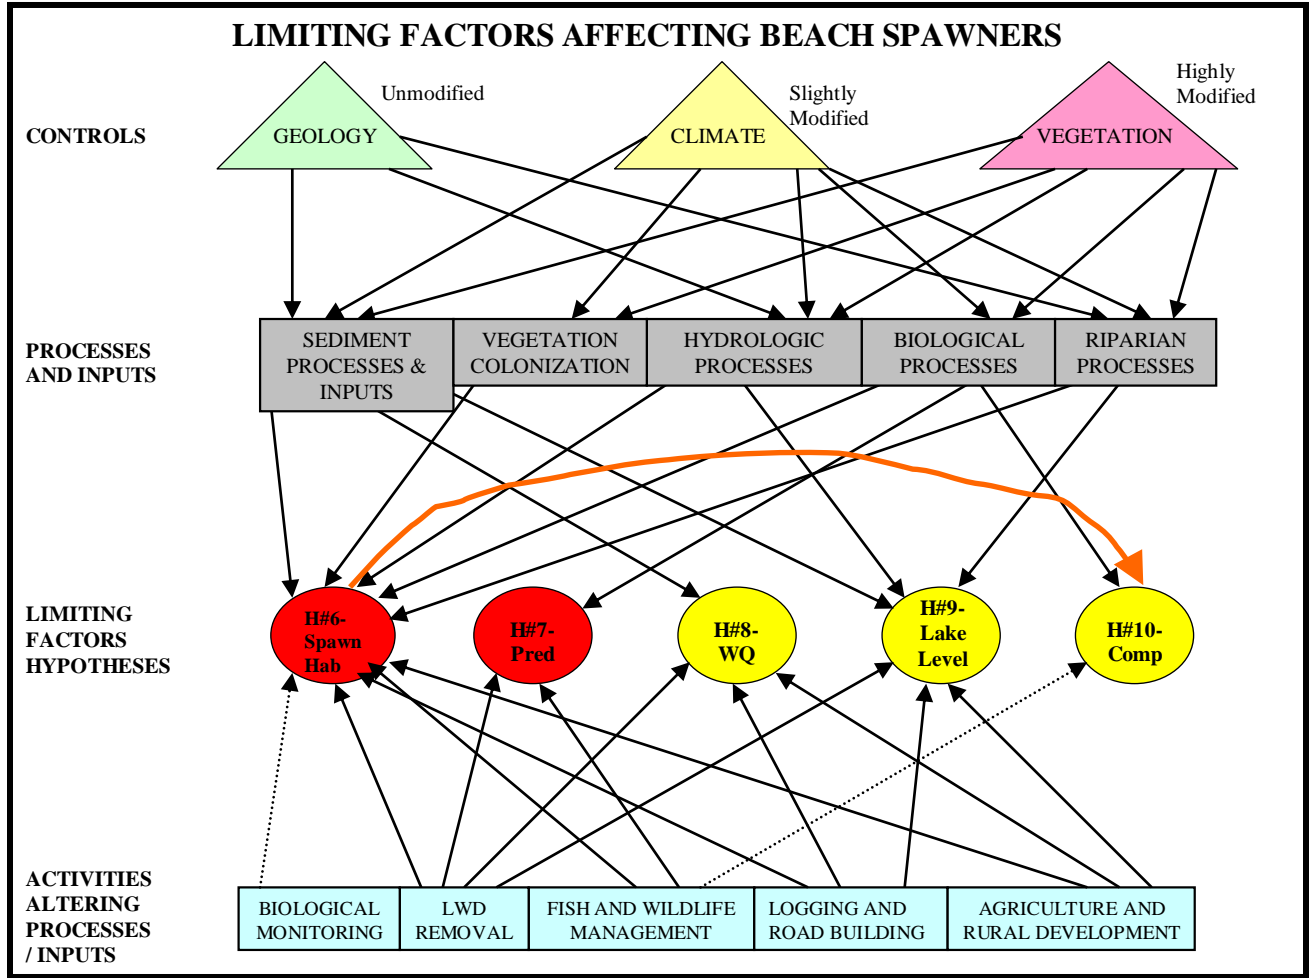 LIMITING FACTORS AFFECTING BEACH SPAWNERS
CONTROLS
GEOLOGY
Unmodified
CLIMATE
Slightly
Modified
VEGETATION
Highly
Modified
PROCESSES
AND INPUTS
SEDIMENT
PROCESSES &
INPUTS
VEGETATION
COLONIZATION
HYDROLOGIC
PROCESSES
BIOLOGICAL
PROCESSES
RIPARIAN
PROCESSES
LIMITING
FACTORS
HYPOTHESES
H#6-
Spawn
Hab
H#7-
Pred
H#8-
WQ
H#9-
Lake
Level
H#10-
Comp
ACTIVITIES
ALTERING
PROCESSES
/ INPUTS
BIOLOGICAL
MONITORING
LWD
REMOVAL
FISH AND WILDLIFE
MANAGEMENT
LOGGING AND
ROAD BUILDING
AGRICULTURE AND
RURAL DEVELOPMENT